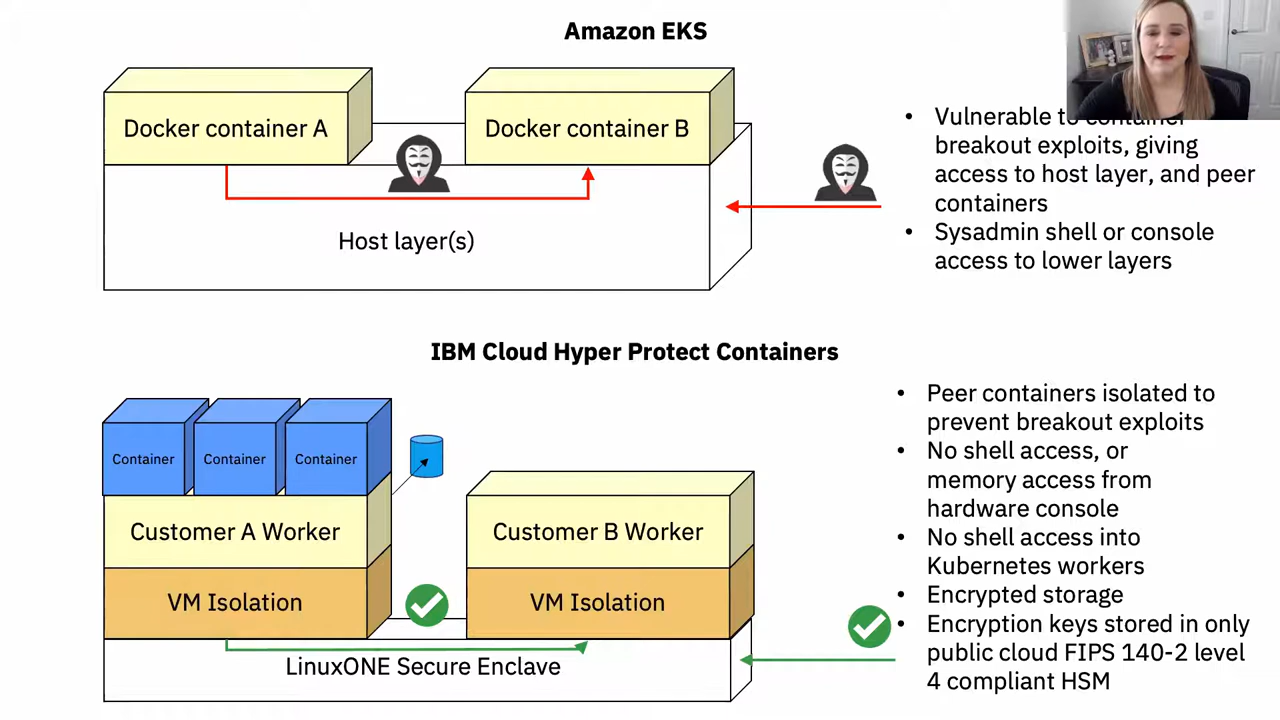 Amazon EKS
Docker container A
Docker container B
Host layer(s)
• Vulnerable to container
breakout exploits, giving
access to host layer, and peer
containers
• Sysadmin shell or console
access to lower layers
IBM Cloud Hyper Protect Containers
Container
Container
Container
Customer A Worker
Customer B Worker
VM Isolation
VM Isolation
LinuxONE Secure Enclave
• Peer containers isolated to
prevent breakout exploits
• No shell access, or
memory access from
hardware console
• No shell access into
Kubernetes workers
• Encrypted storage
• Encryption keys stored in only
public cloud FIPS 140-2 level
4 compliant HSM